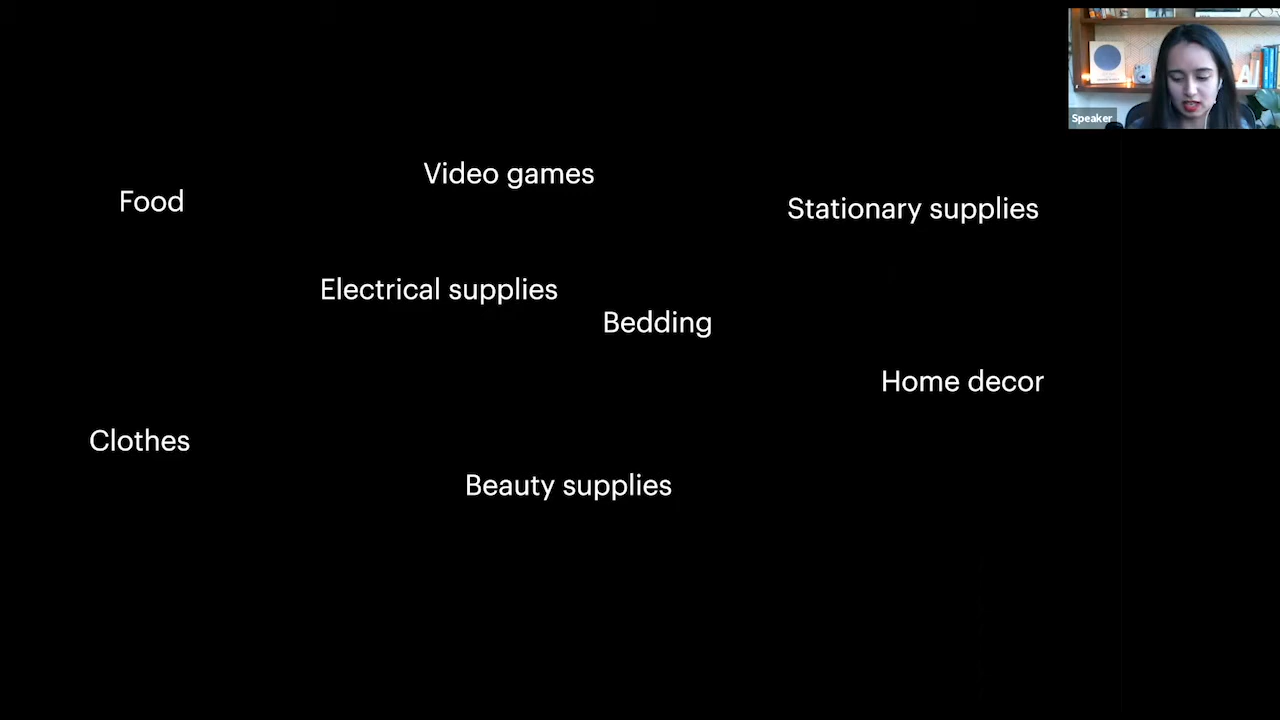 Speaker
Video games
Food
Stationary supplies
Electrical supplies
Bedding
Home decor
Clothes
Beauty supplies